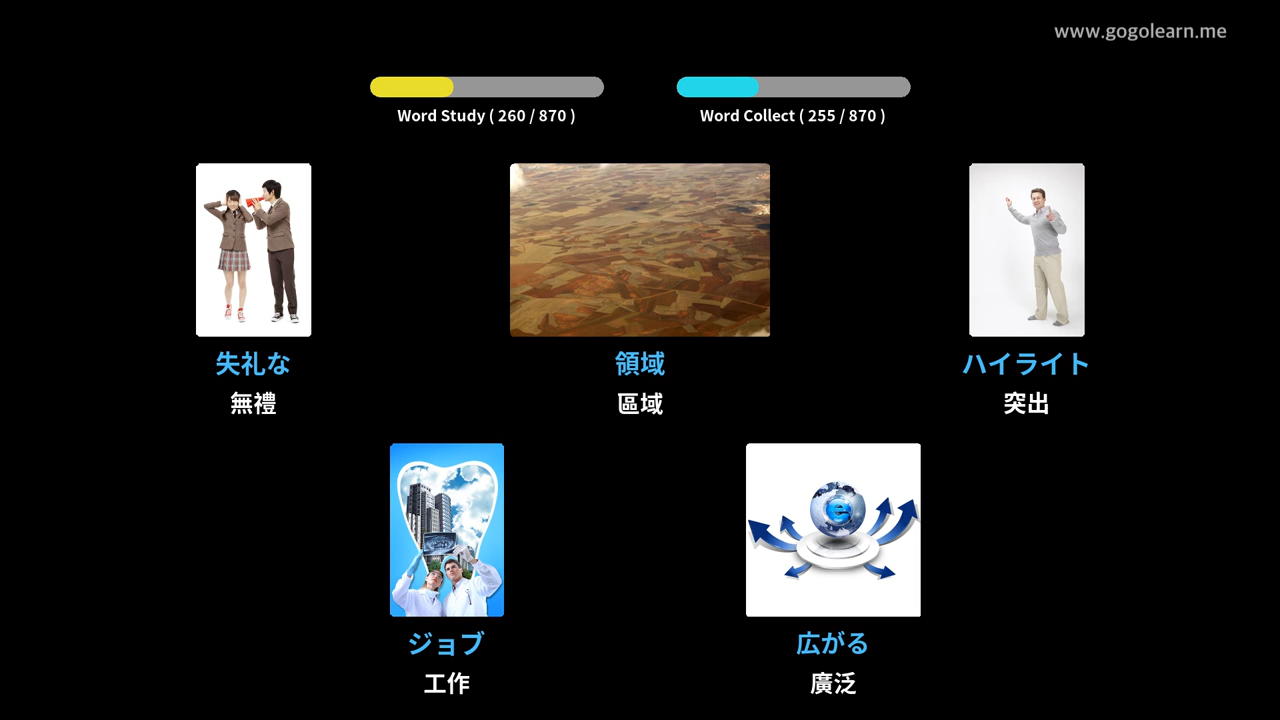 www.gogolearn.me
Word Study ( 260 / 870 )
Word Collect ( 255 / 870 )
失礼な
無禮
領域
區域
ハイライト
突出
ジョブ
工作
e
広がる
廣泛